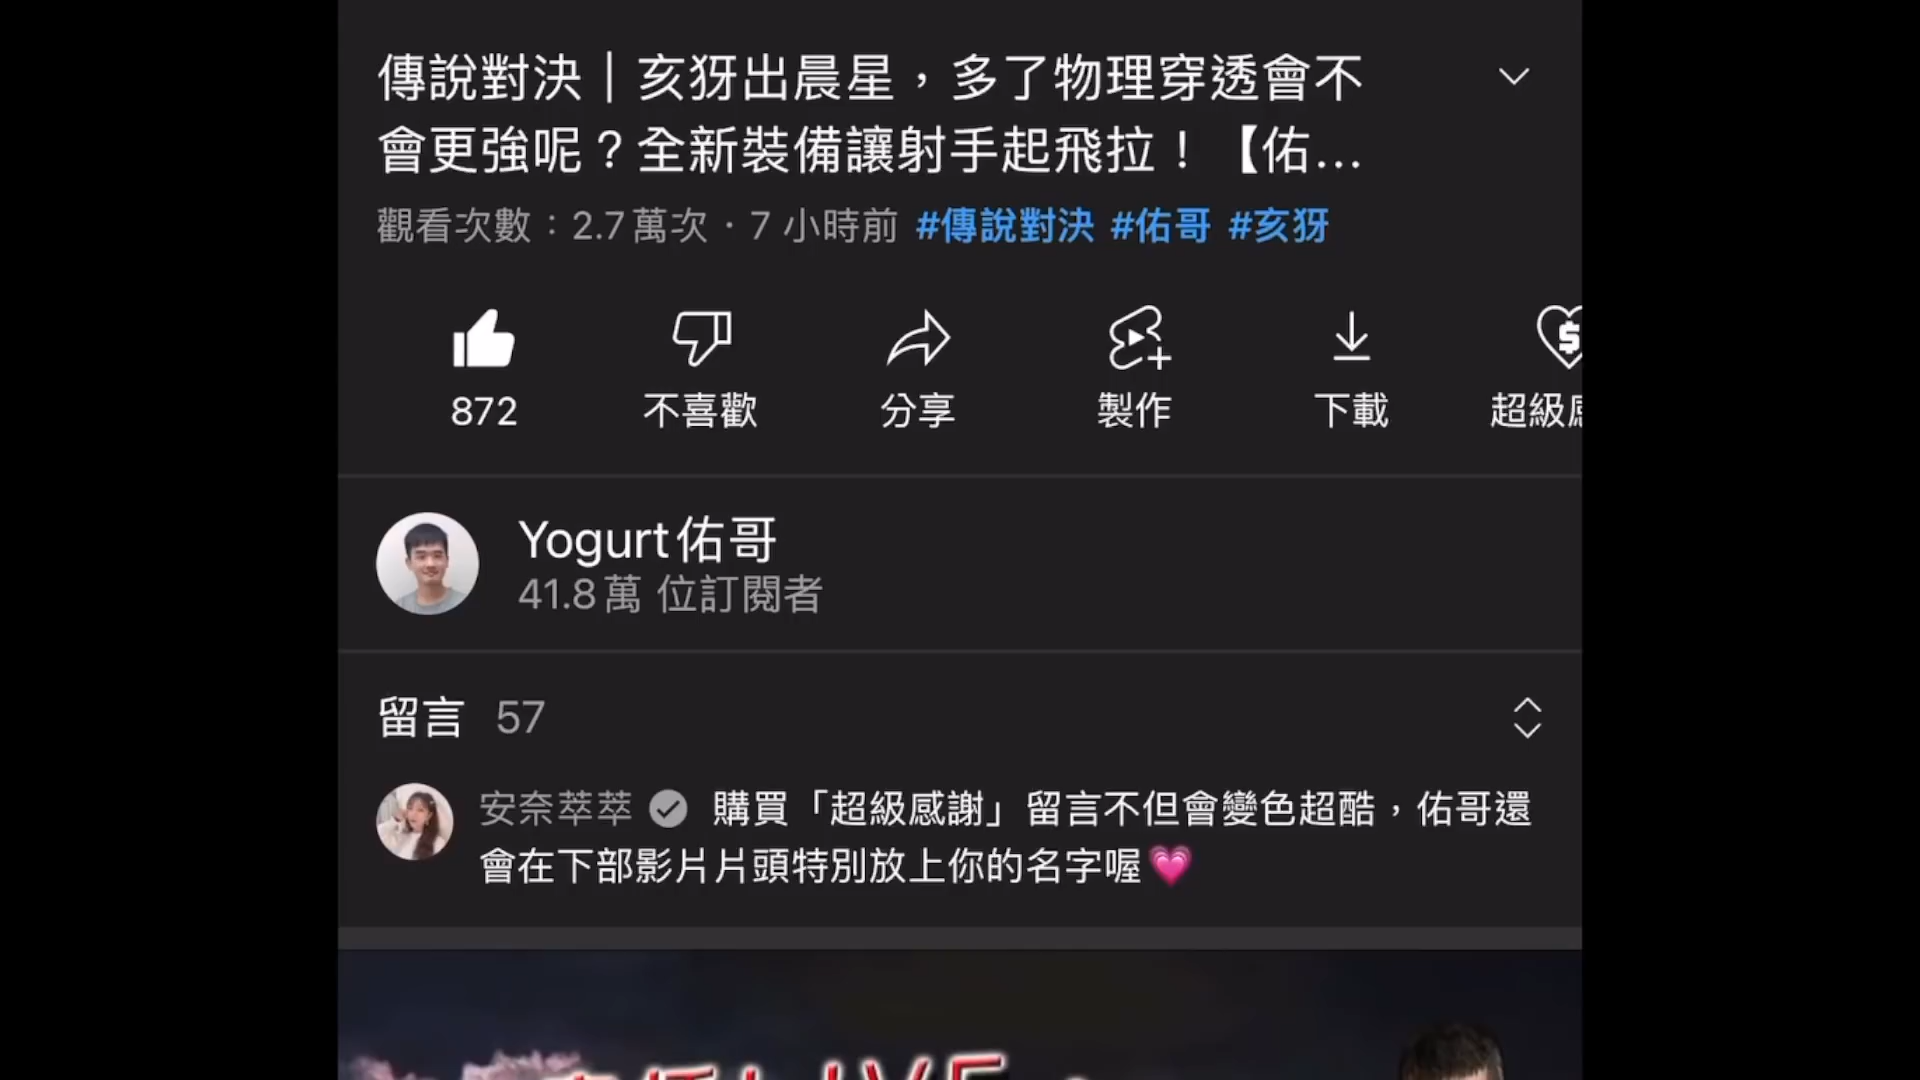 傳說對決｜亥犽出晨星，多了物理穿透會不
會更強呢？全新裝備讓射手起飛拉！【佑...
觀看次數：2.7 萬次 · 7 小時前 #傳說對決 #佑哥 #亥犽
872 不喜歡 分享 製作 下載 超級
Yogurt佑哥
41.8 萬 位訂閱者
留言 57
安奈萃萃 購買「超級感謝」留言不但會變色超酷，佑哥還
會在下部影片片頭特別放上你的名字喔💗
LIVE